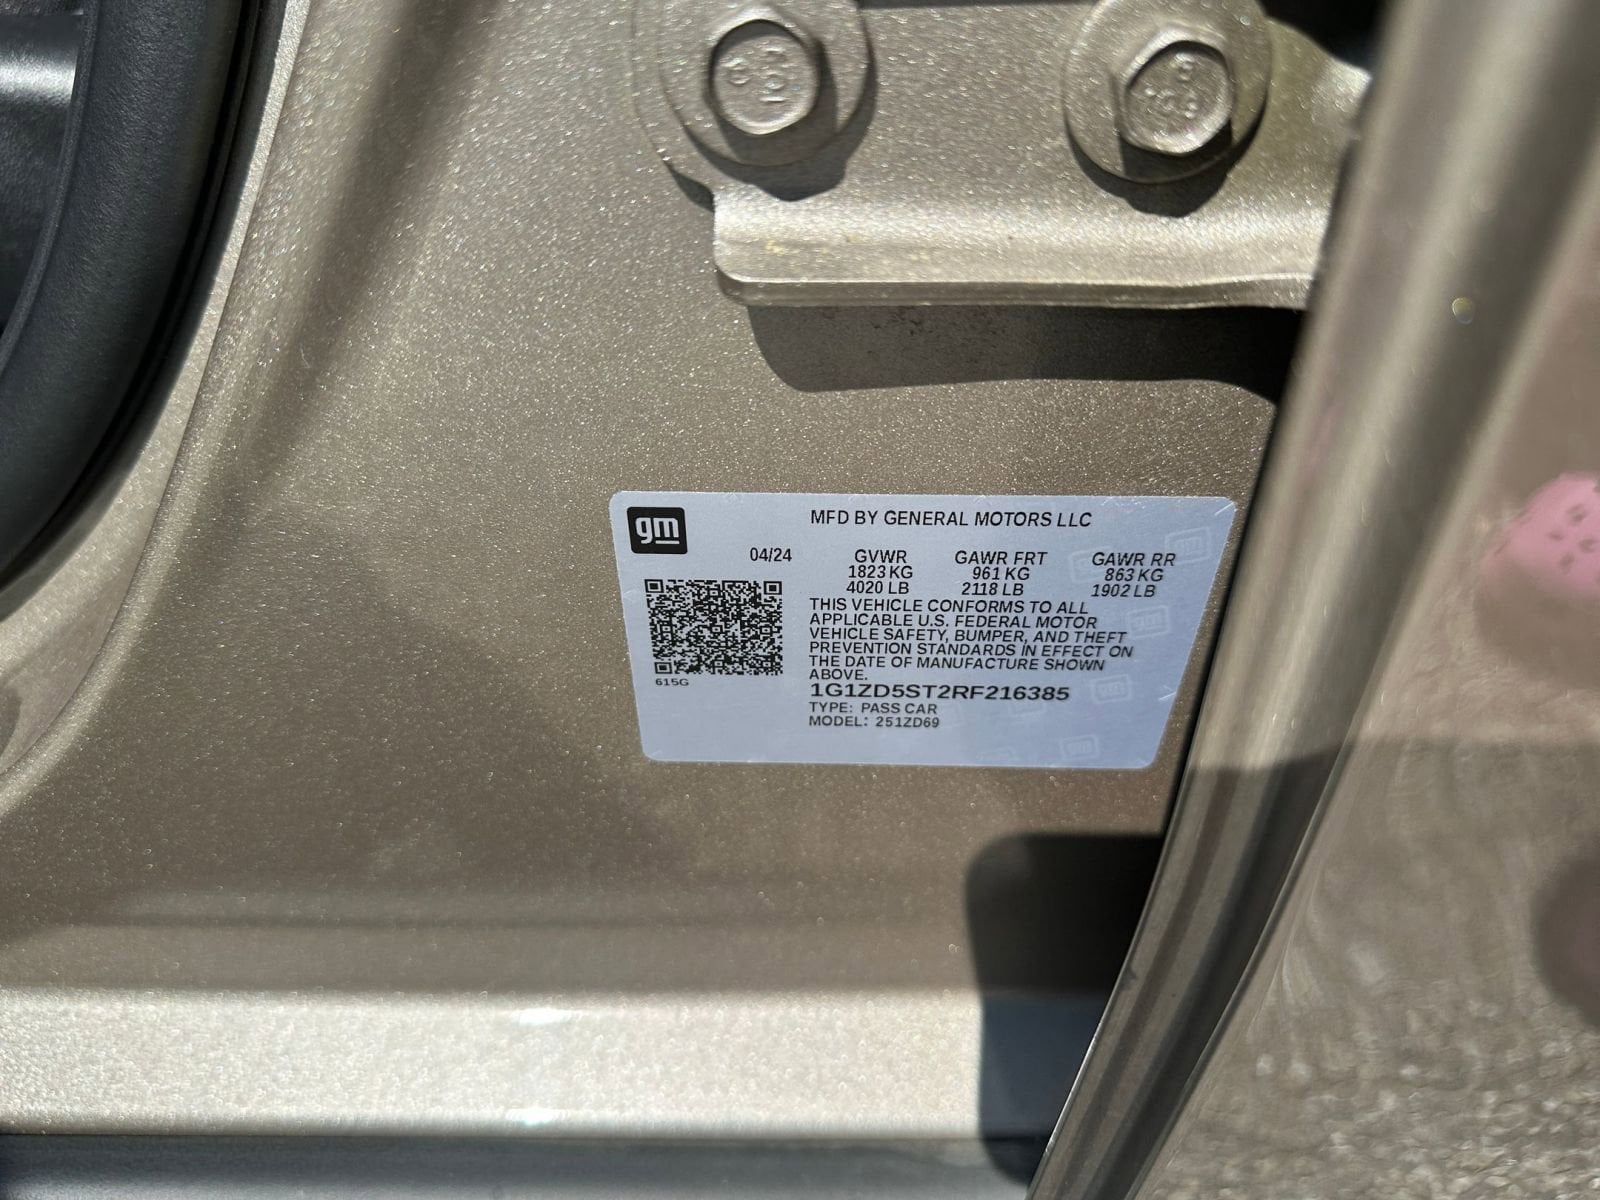 gm
MFD BY GENERAL MOTORS LLC
04/24 GVWR GAWR FRT GAWR RR
1823 KG 961 KG 863 KG
4020 LB 2118 LB 1902 LB
THIS VEHICLE CONFORMS TO ALL
APPLICABLE U.S. FEDERAL MOTOR
VEHICLE SAFETY, BUMPER, AND THEFT
PREVENTION STANDARDS IN EFFECT ON
THE DATE OF MANUFACTURE SHOWN
ABOVE.
615G
1G1ZD5ST2RF216385
TYPE: PASS CAR
MODEL: 251ZD69